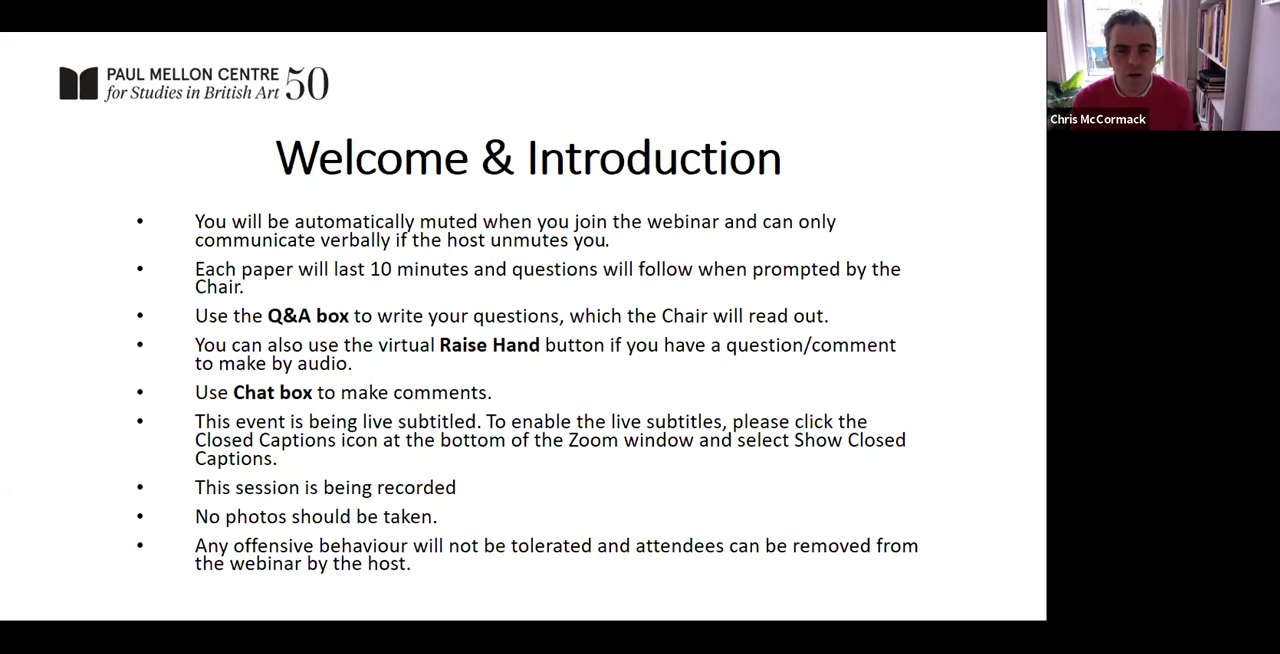 PAUL MELLON CENTRE
for Studies in British Art 50
Chris McCormack
Welcome & Introduction
• You will be automatically muted when you join the webinar and can only
communicate verbally if the host unmutes you.
• Each paper will last 10 minutes and questions will follow when prompted by the
Chair.
• Use the Q&A box to write your questions, which the Chair will read out.
• You can also use the virtual Raise Hand button if you have a question/comment
to make by audio.
• Use Chat box to make comments.
• This event is being live subtitled. To enable the live subtitles, please click the
Closed Captions icon at the bottom of the Zoom window and select Show Closed
Captions.
• This session is being recorded
• No photos should be taken.
• Any offensive behaviour will not be tolerated and attendees can be removed from
the webinar by the host.